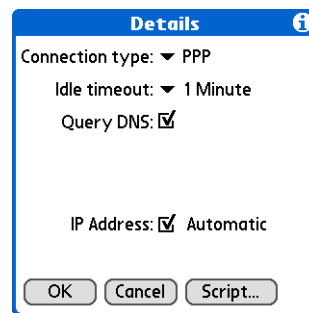 Details i
Connection type: PPP
Idle timeout: 1 Minute
Query DNS:
IP Address: Automatic
OK Cancel Script...